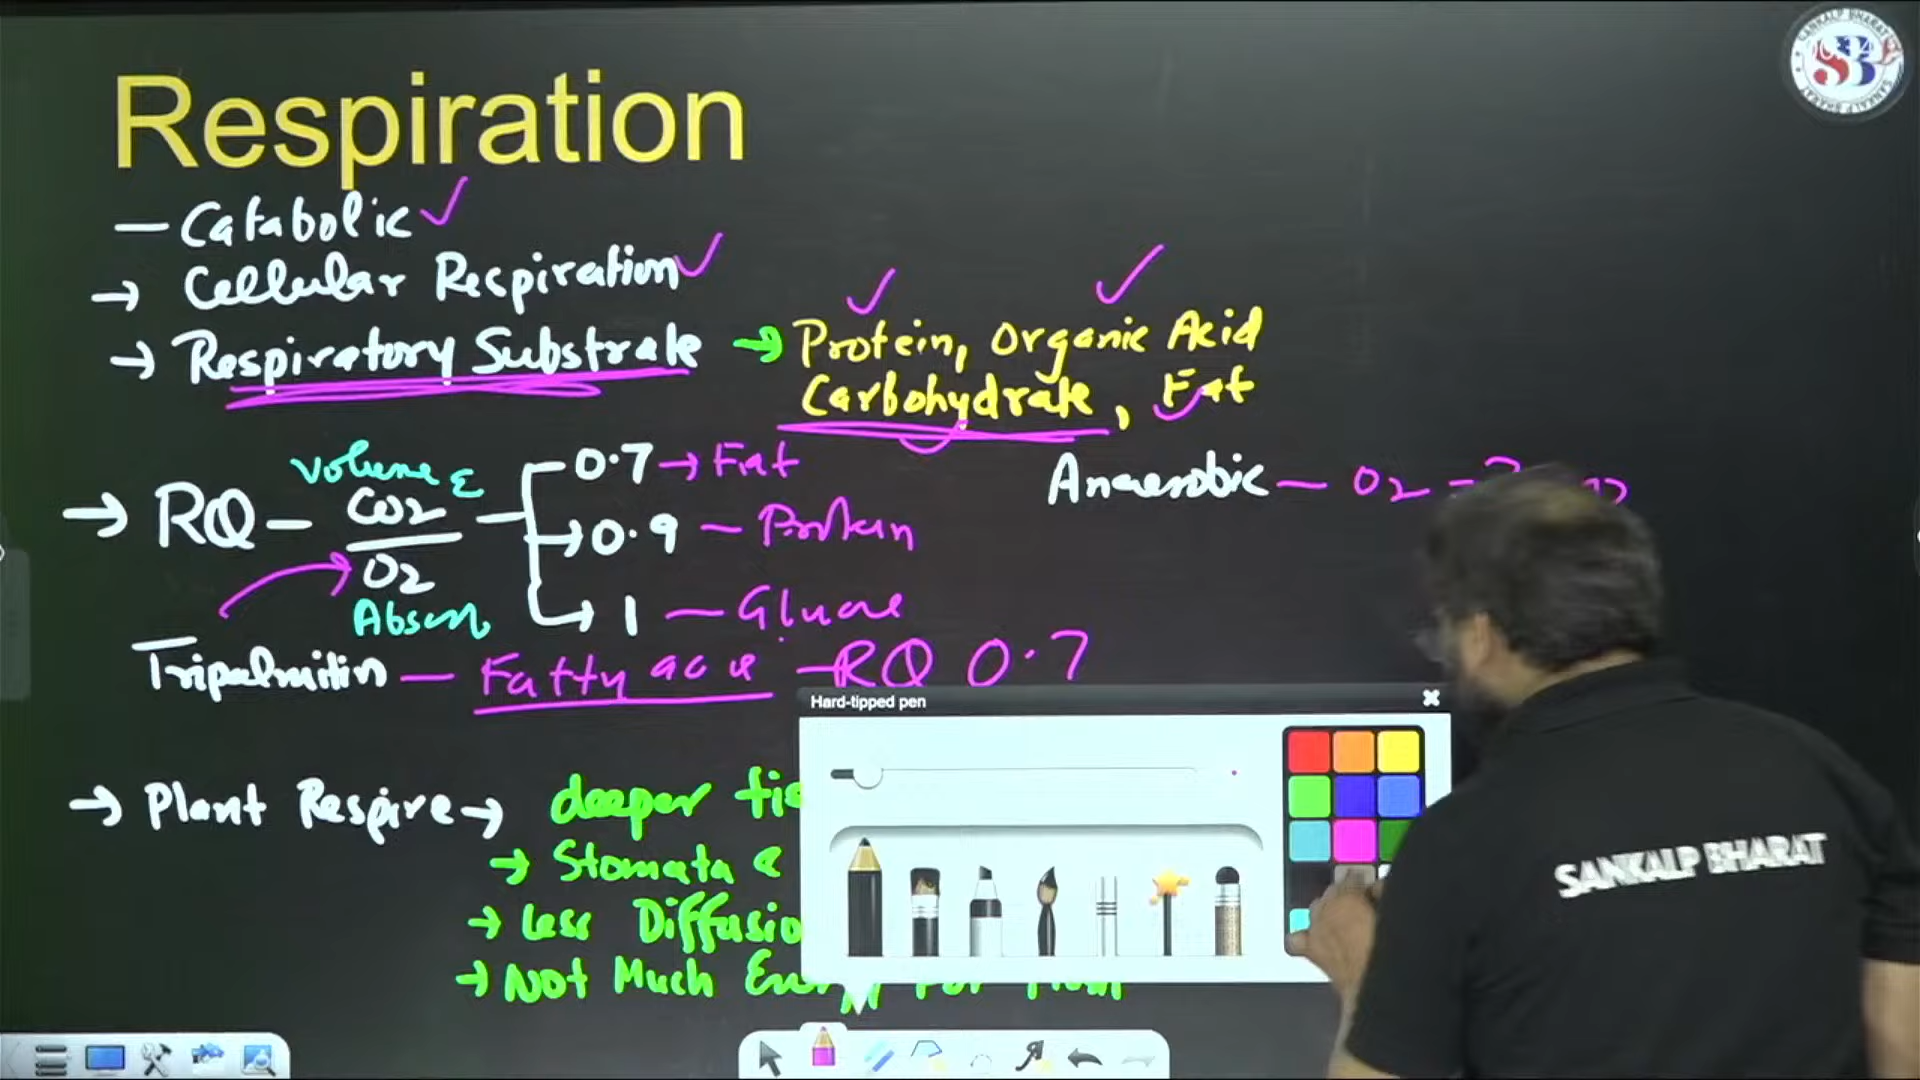 Respiration
— Catabolic ✓
→ Cellular Respiration ✓
→ Respiratory Substrate → Protein, Organic Acid
Carbohydrate, Fat
→ RQ — Volume CO2 / O2
0.7 → Fat
→ 0.9 — Protein
→ 1 — Glucose
Anaerobic — O2
Tripalmitin — Fatty acid — RQ 0.7
Hard-tipped pen
→ Plant Respire → deeper
→ Stomata
→ Less Diffusio
→ Not Much
SANKALP BHARAT